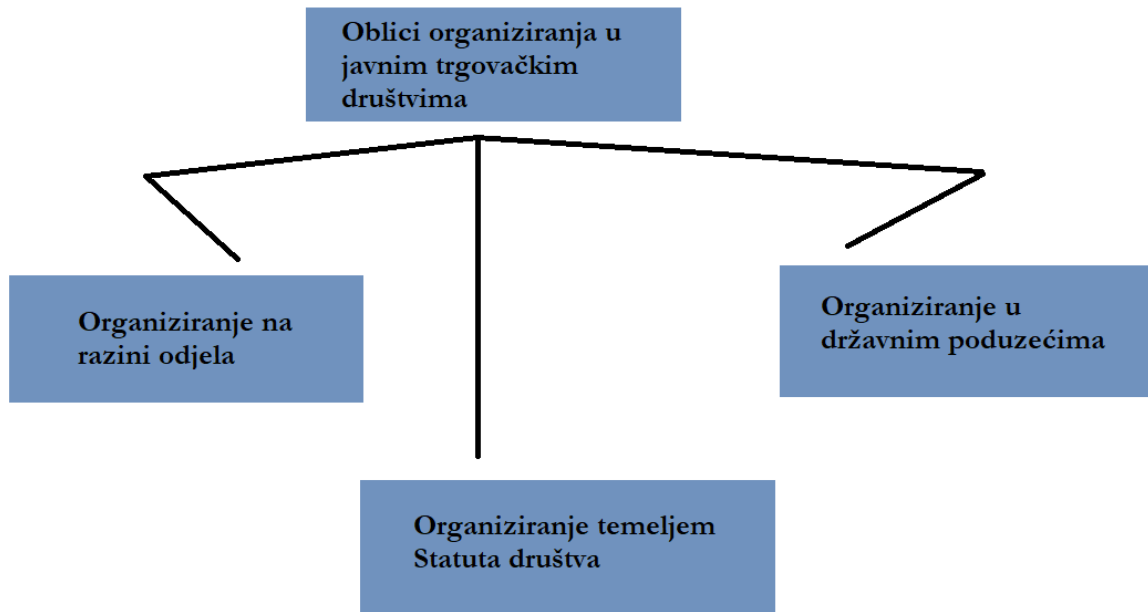 Oblici organiziranja u
javnim trgovačkim
društvima
Organiziranje na
razini odjela
Organiziranje u
državnim poduzećima
Organiziranje temeljem
Statuta društva